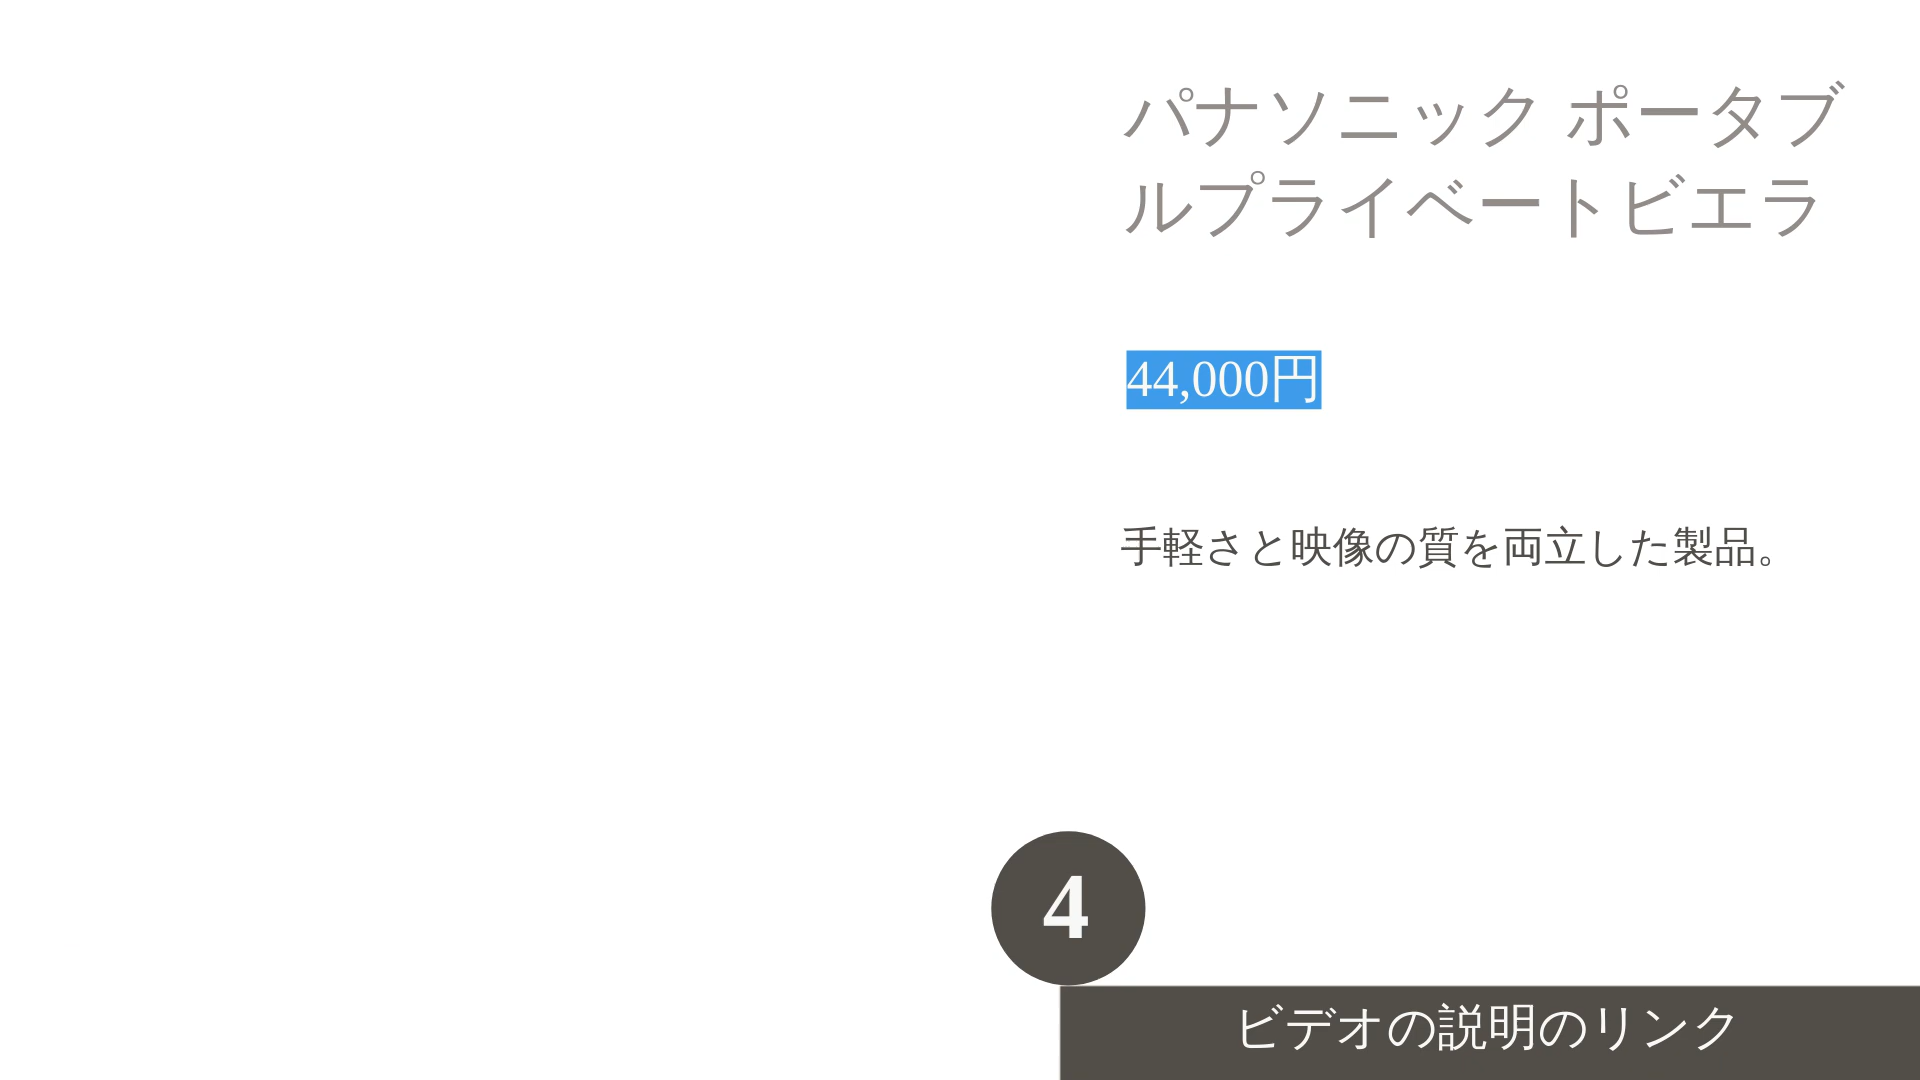 パナソニック ポータブ
ルプライベートビエラ
44,000円
手軽さと映像の質を両立した製品。
4
ビデオの説明のリンク